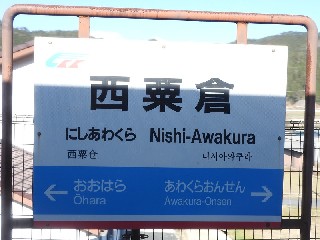 西粟倉
にしあわくら Nishi-Awakura
西粟仓 니시아와쿠라
おおはら あわくらおんせん
Ōhara Awakura-Onsen